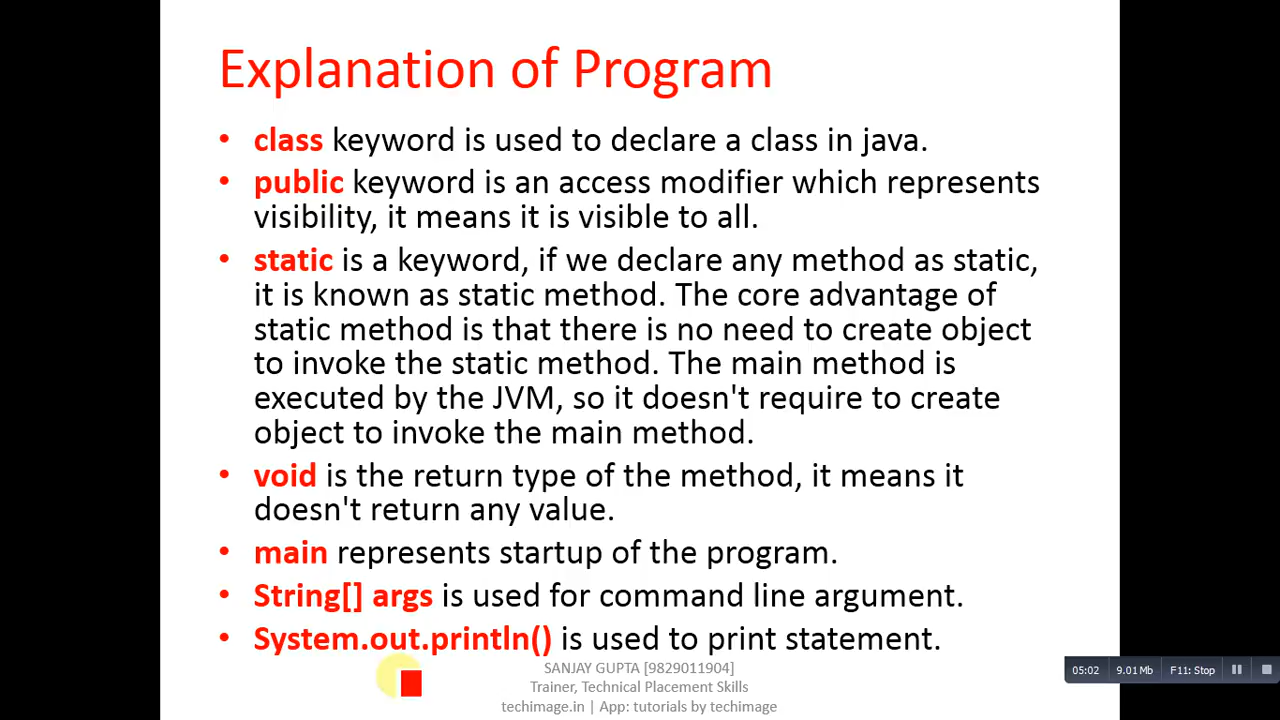 Explanation of Program
• class keyword is used to declare a class in java.
• public keyword is an access modifier which represents
visibility, it means it is visible to all.
• static is a keyword, if we declare any method as static,
it is known as static method. The core advantage of
static method is that there is no need to create object
to invoke the static method. The main method is
executed by the JVM, so it doesn't require to create
object to invoke the main method.
• void is the return type of the method, it means it
doesn't return any value.
• main represents startup of the program.
• String[] args is used for command line argument.
• System.out.println() is used to print statement.
SANJAY GUPTA [9829011904]
Trainer, Technical Placement Skills
techimage.in | App: tutorials by techimage
05:02 9.01 Mb F11: Stop